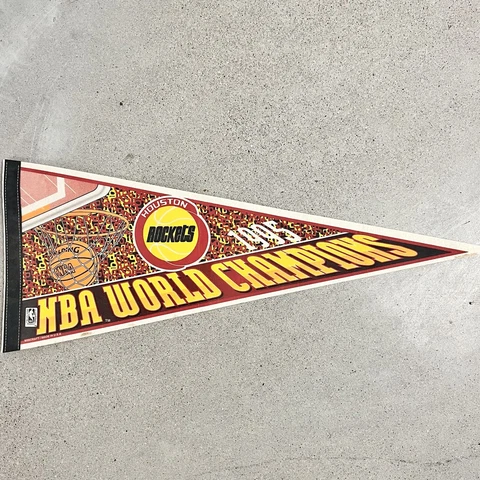 HOUSTON
ROCKETS
1995
NBA WORLD CHAMPIONS